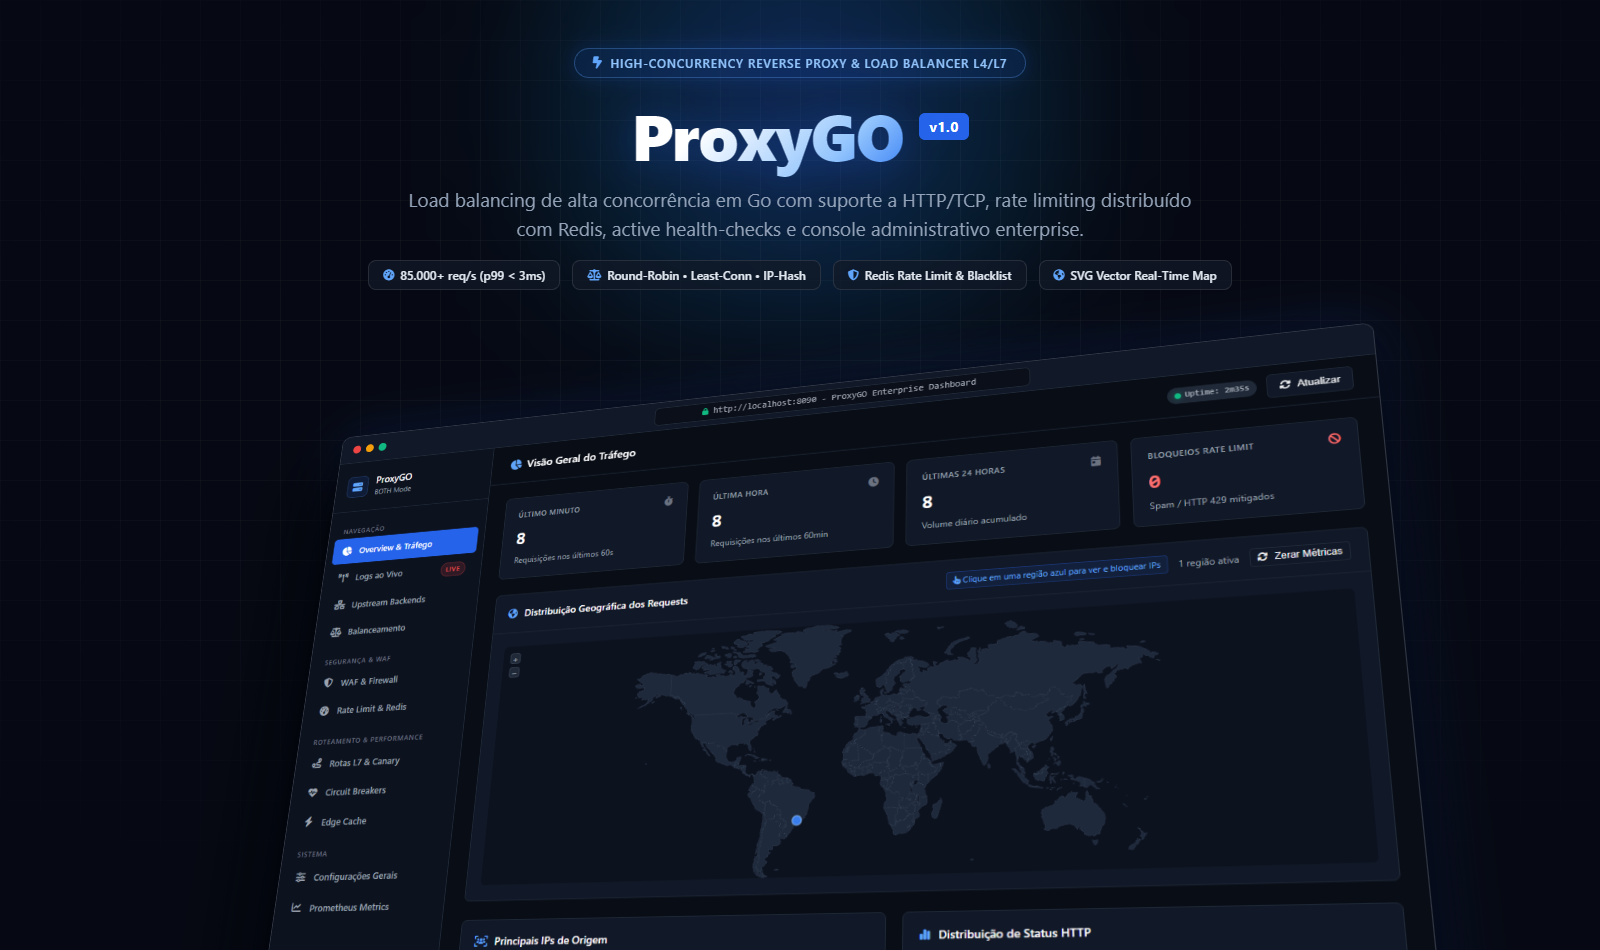 HIGH-CONCURRENCY REVERSE PROXY & LOAD BALANCER L4/L7
ProxyGO v1.0
Load balancing de alta concorrência em Go com suporte a HTTP/TCP, rate limiting distribuído
com Redis, active health-checks e console administrativo enterprise.
85.000+ req/s (p99 < 3ms)
Round-Robin • Least-Conn • IP-Hash
Redis Rate Limit & Blacklist
SVG Vector Real-Time Map
http://localhost:8090 - ProxyGO Enterprise Dashboard
ProxyGO
BOTH Mode
NAVEGAÇÃO
Overview & Tráfego
Logs ao Vivo
LIVE
Upstream Backends
Balanceamento
SEGURANÇA & WAF
WAF & Firewall
Rate Limit & Redis
ROTEAMENTO & PERFORMANCE
Rotas L7 & Canary
Circuit Breakers
Edge Cache
SISTEMA
Configurações Gerais
Prometheus Metrics
Visão Geral do Tráfego
Uptime: 2m35s
Atualizar
ÚLTIMO MINUTO
8
Requisições nos últimos 60s
ÚLTIMA HORA
8
Requisições nos últimos 60min
ÚLTIMAS 24 HORAS
8
Volume diário acumulado
BLOQUEIOS RATE LIMIT
0
Spam / HTTP 429 mitigados
Distribuição Geográfica dos Requests
Clique em uma região azul para ver e bloquear IPs
1 região ativa
Zerar Métricas
+
−
Principais IPs de Origem
Distribuição de Status HTTP